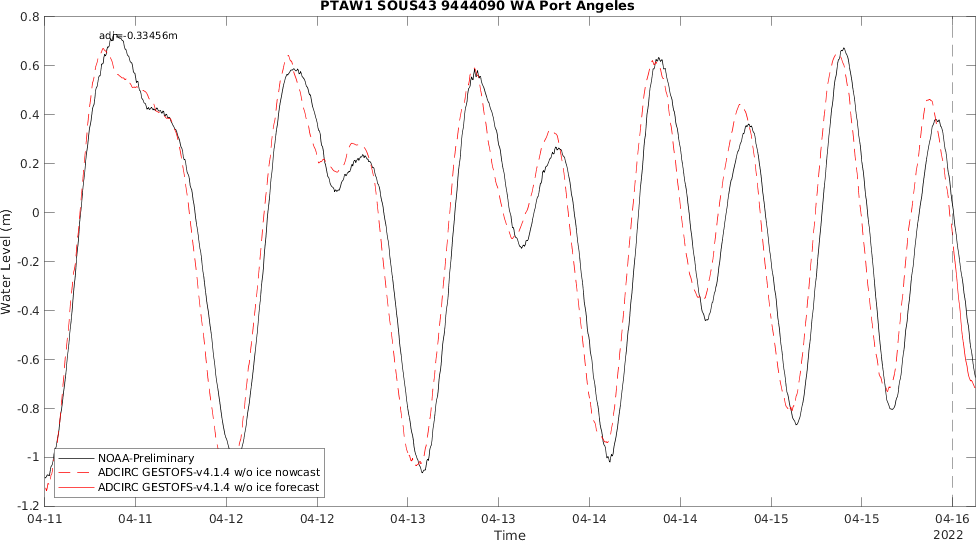 PTAW1 SOUS43 9444090 WA Port Angeles
adj=-0.33456m
Water Level (m)
0.8
0.6
0.4
0.2
0
-0.2
-0.4
-0.6
-0.8
-1
-1.2
NOAA-Preliminary
ADCIRC GESTOFS-v4.1.4 w/o ice nowcast
ADCIRC GESTOFS-v4.1.4 w/o ice forecast
04-11 04-11 04-12 04-12 04-13 04-13 04-14 04-14 04-15 04-15 04-16
Time
2022